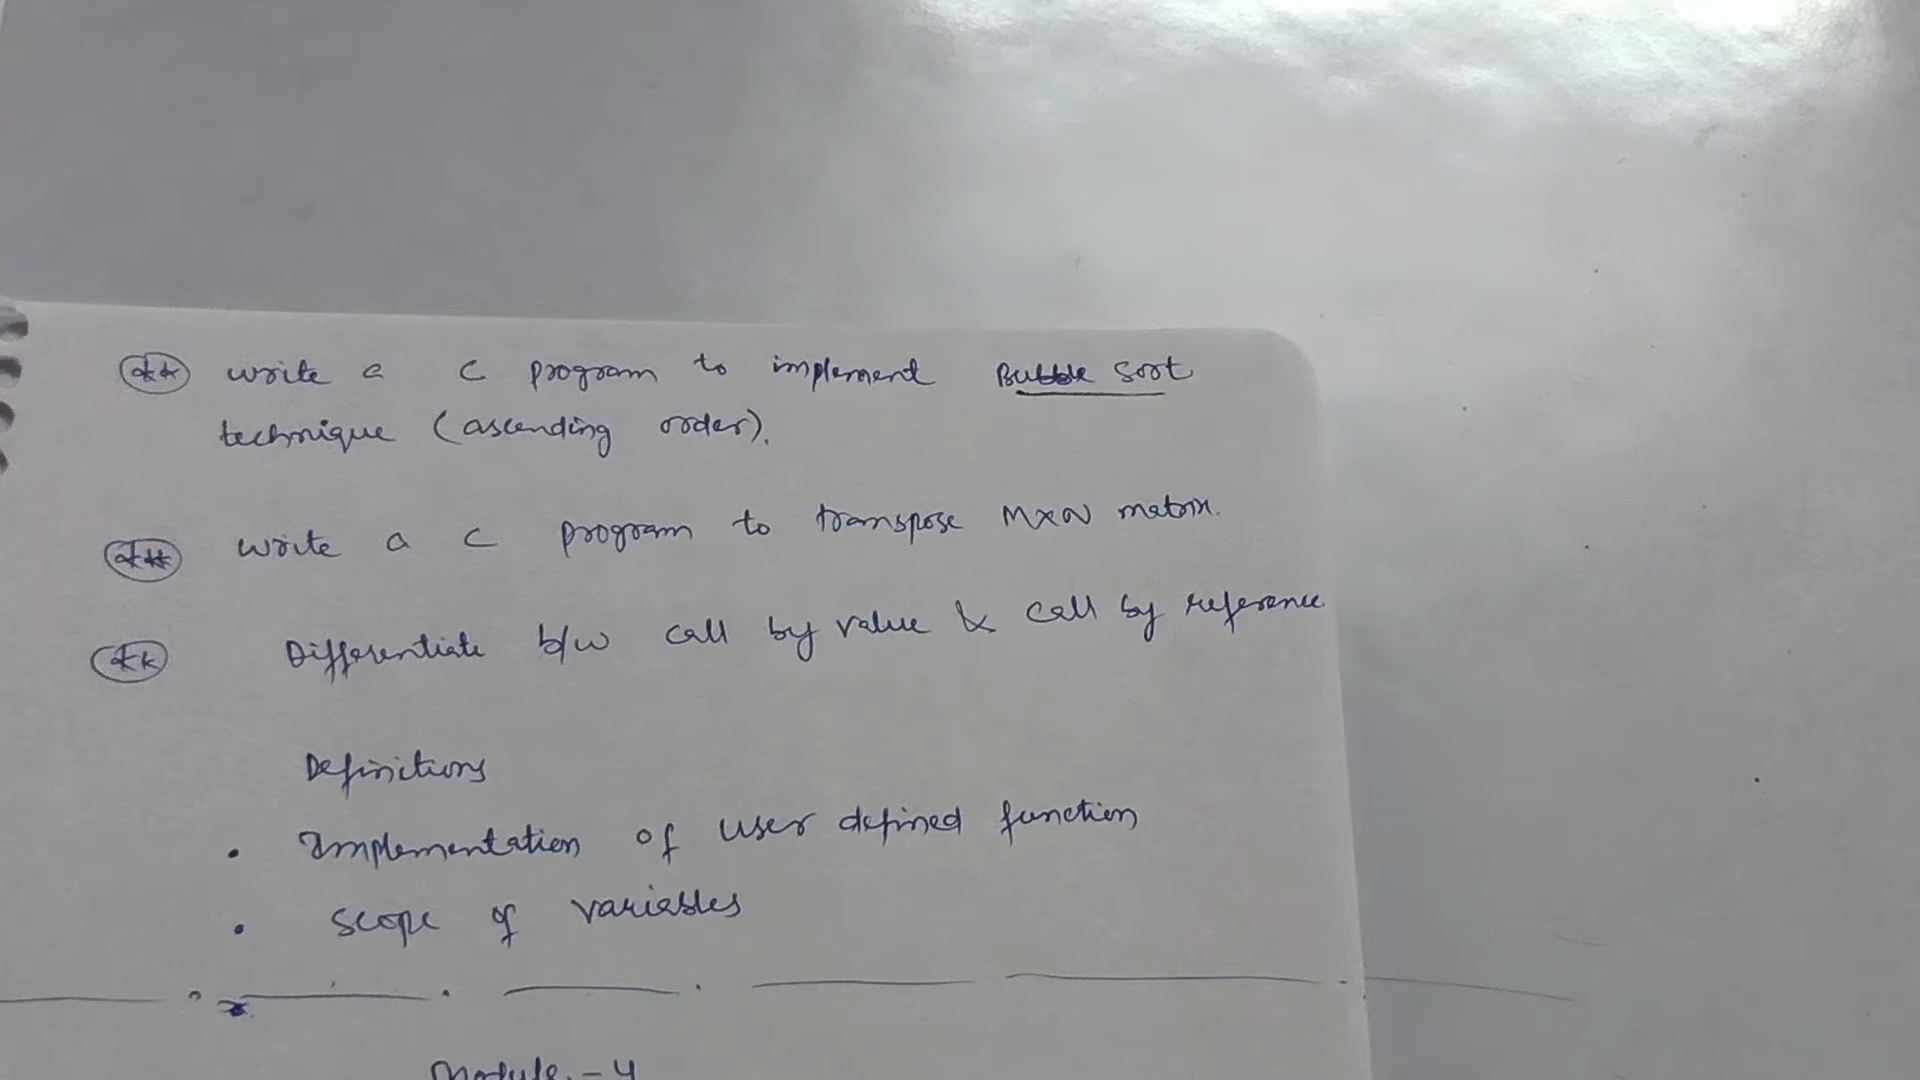 ** write a C program to implement Bubble sort
technique (ascending order).
*** write a C program to transpose MxN matrix.
** Differentiate b/w call by value & call by reference
Definitions
• Implementation of user defined function
• scope of variables
Module - 4